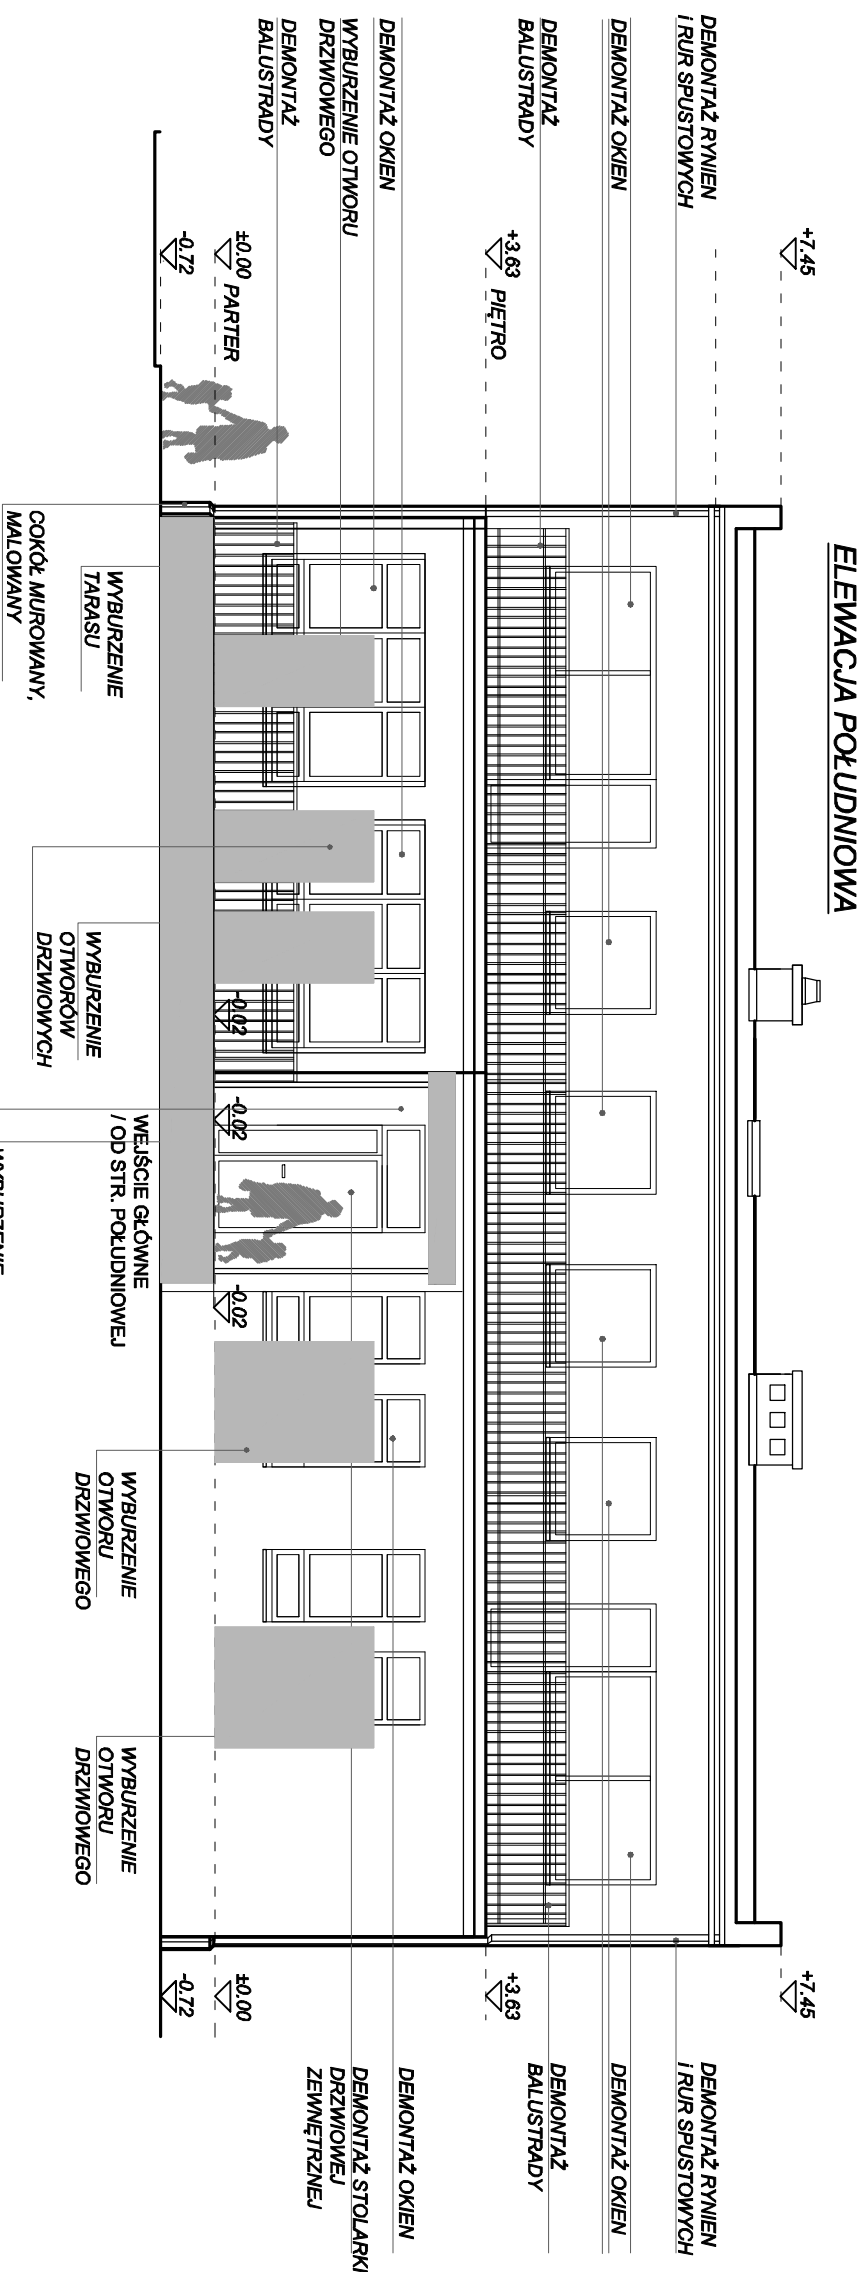 ELEWACJA POŁUDNIOWA
DEMONTAŻ RYNIEN
I RUR SPUSTOWYCH
DEMONTAŻ OKIEN
DEMONTAŻ
BALUSTRADY
DEMONTAŻ OKIEN
WYBURZENIE OTWORU
DRZWIOWEGO
DEMONTAŻ
BALUSTRADY
+7.45
+3.63
PIĘTRO
±0.00
PARTER
-0.72
COKÓŁ MUROWANY,
MALOWANY
WYBURZENIE
TARASU
WYBURZENIE
OTWORÓW
DRZWIOWYCH
-0.02
-0.02
-0.02
WEJŚCIE GŁÓWNE
/ OD STR. POŁUDNIOWEJ
WYBURZENIE
OTWORU
DRZWIOWEGO
WYBURZENIE
OTWORU
DRZWIOWEGO
+7.45
+3.63
±0.00
-0.72
DEMONTAŻ RYNIEN
I RUR SPUSTOWYCH
DEMONTAŻ OKIEN
DEMONTAŻ
BALUSTRADY
DEMONTAŻ OKIEN
DEMONTAŻ STOLARKI
DRZWIOWEJ
ZEWNĘTRZNEJ